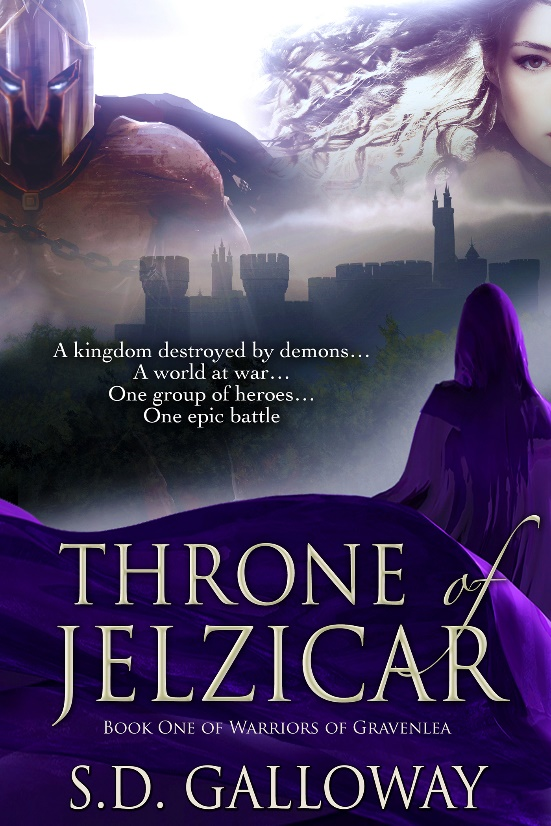 A kingdom destroyed by demons...
A world at war...
One group of heroes...
One epic battle
THRONE of
JELZICAR
BOOK ONE OF WARRIORS OF GRAVENLEA
S.D. GALLOWAY